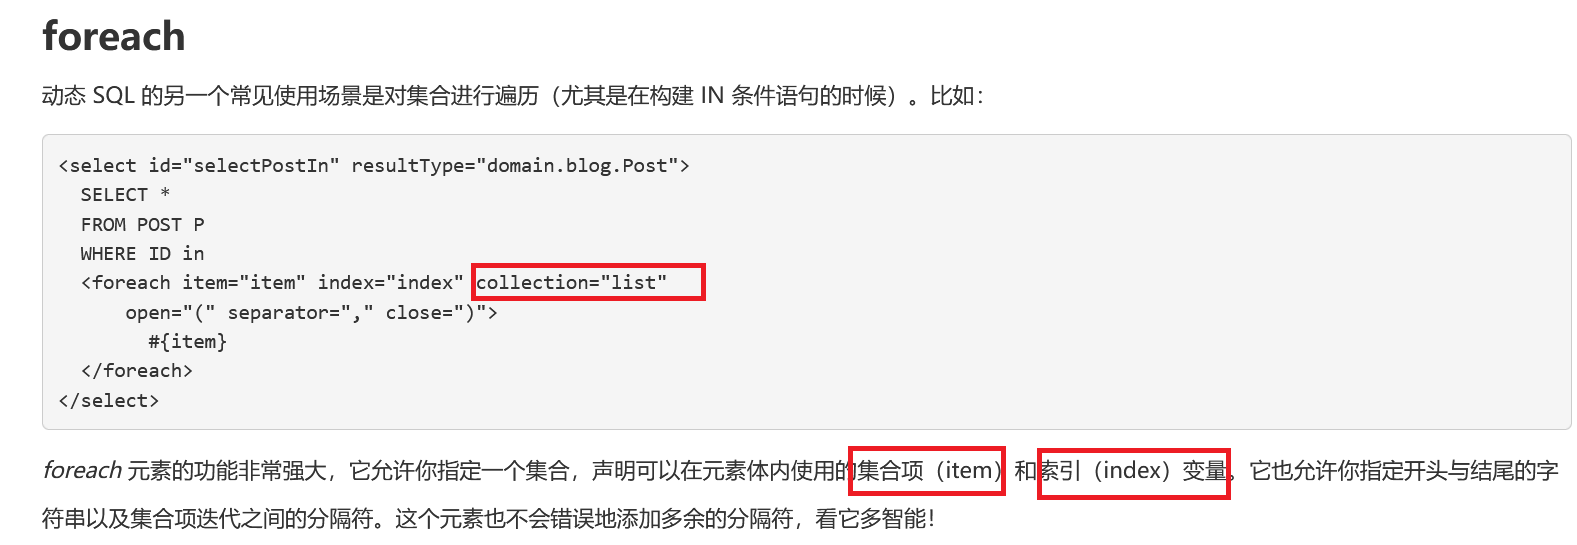 foreach
动态 SQL 的另一个常见使用场景是对集合进行遍历（尤其是在构建 IN 条件语句的时候）。比如：
<select id="selectPostIn" resultType="domain.blog.Post">
  SELECT *
  FROM POST P
  WHERE ID in
  <foreach item="item" index="index" collection="list"
      open="(" separator="," close=")">
        #{item}
  </foreach>
</select>
foreach 元素的功能非常强大，它允许你指定一个集合，声明可以在元素体内使用的集合项（item）和索引（index）变量。它也允许你指定开头与结尾的字
符串以及集合项迭代之间的分隔符。这个元素也不会错误地添加多余的分隔符，看它多智能！